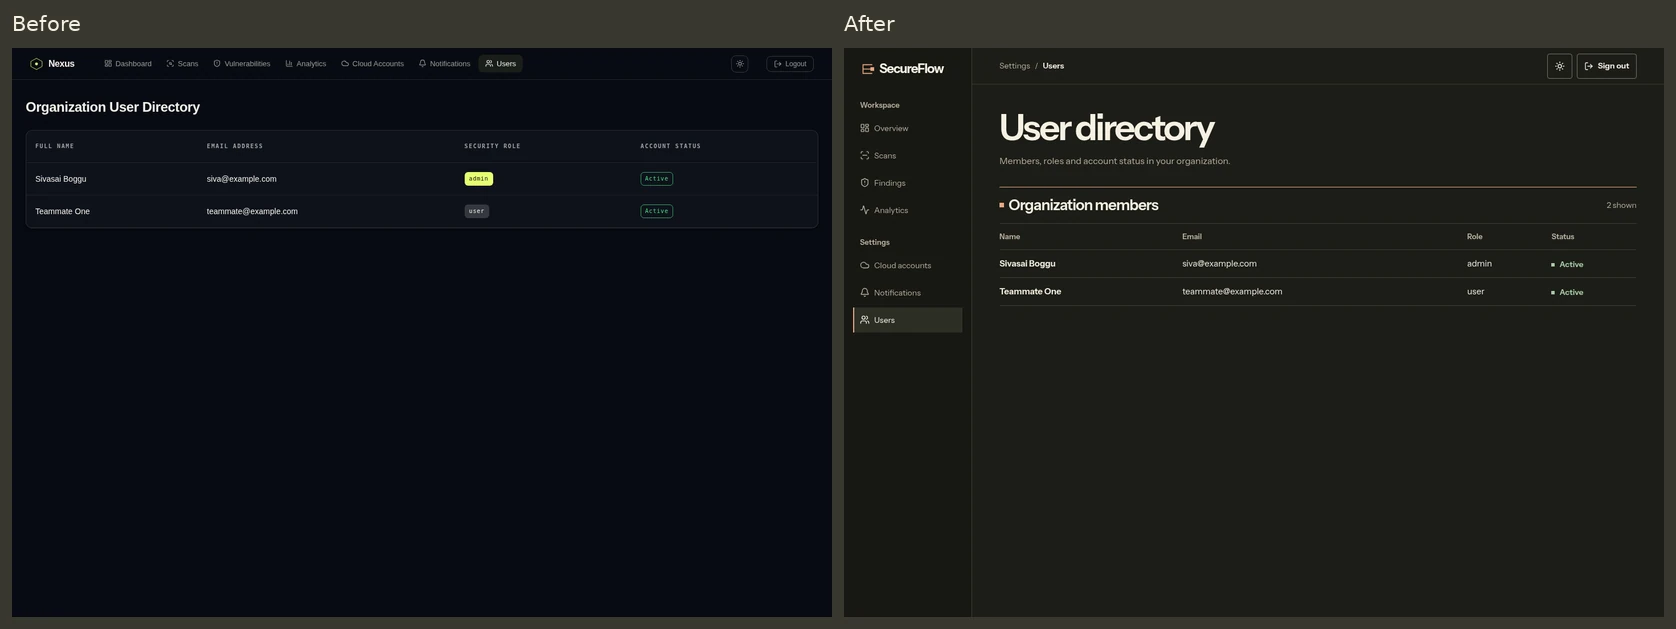 Before
Nexus Dashboard Scans Vulnerabilities Analytics Cloud Accounts Notifications Users Logout
Organization User Directory
FULL NAME EMAIL ADDRESS SECURITY ROLE ACCOUNT STATUS
Sivasai Boggu siva@example.com admin Active
Teammate One teammate@example.com user Active
After
SecureFlow
Workspace
Overview
Scans
Findings
Analytics
Settings
Cloud accounts
Notifications
Users
Settings / Users Sign out
User directory
Members, roles and account status in your organization.
Organization members 2 shown
Name Email Role Status
Sivasai Boggu siva@example.com admin Active
Teammate One teammate@example.com user Active